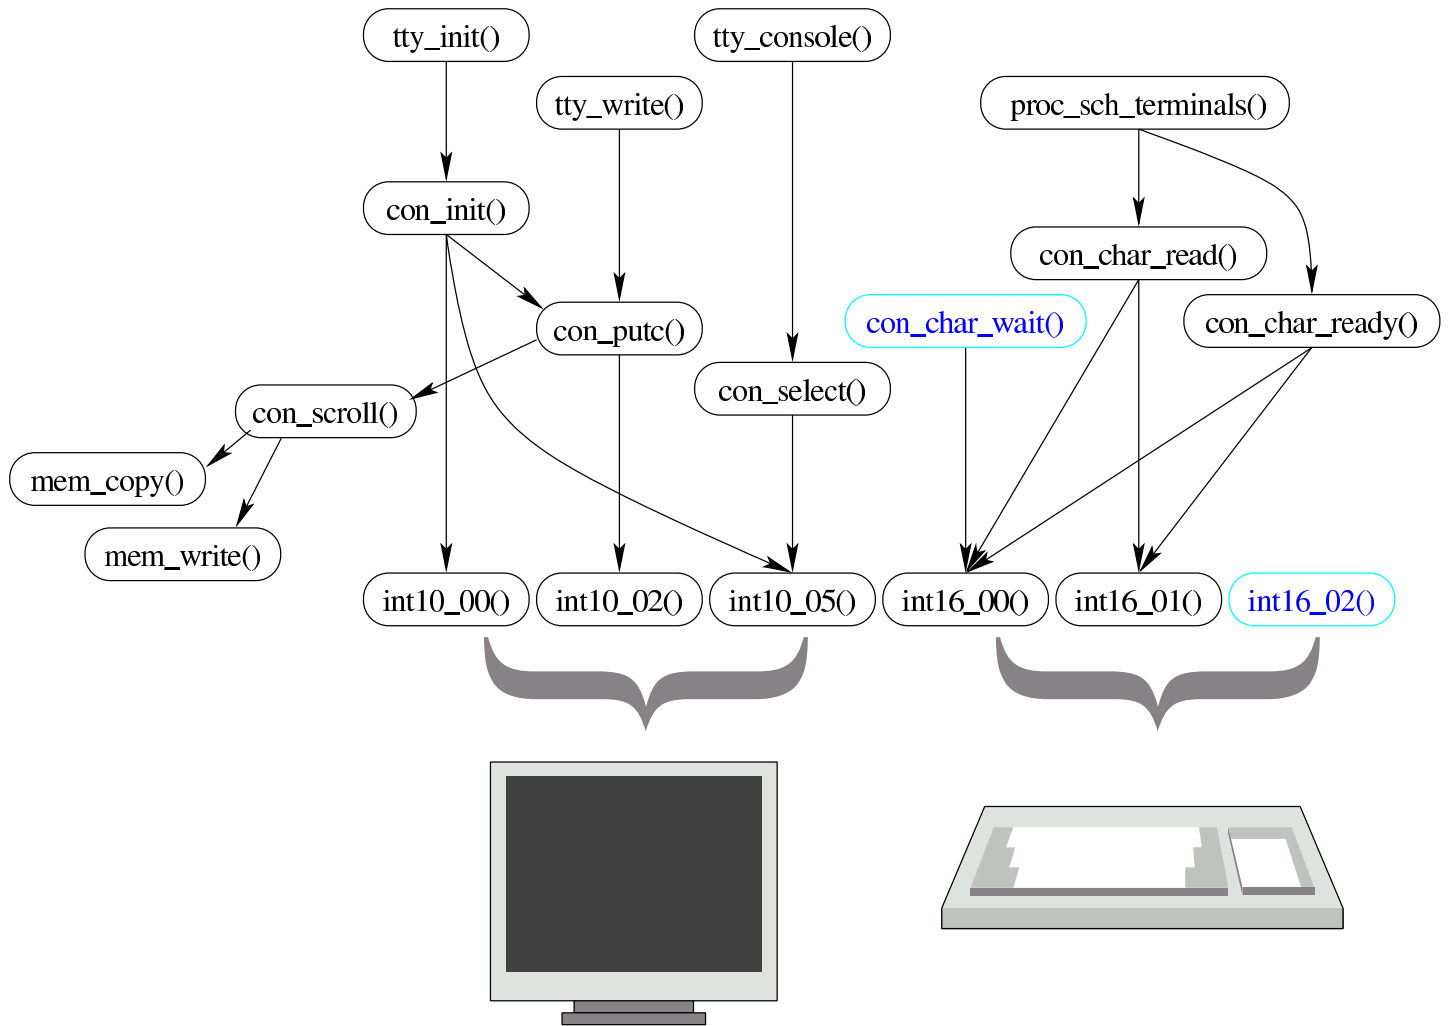 tty_init()
tty_console()
tty_write()
proc_sch_terminals()
con_init()
con_char_read()
con_char_wait()
con_char_ready()
con_putc()
con_select()
con_scroll()
mem_copy()
mem_write()
int10_00()
int10_02()
int10_05()
int16_00()
int16_01()
int16_02()